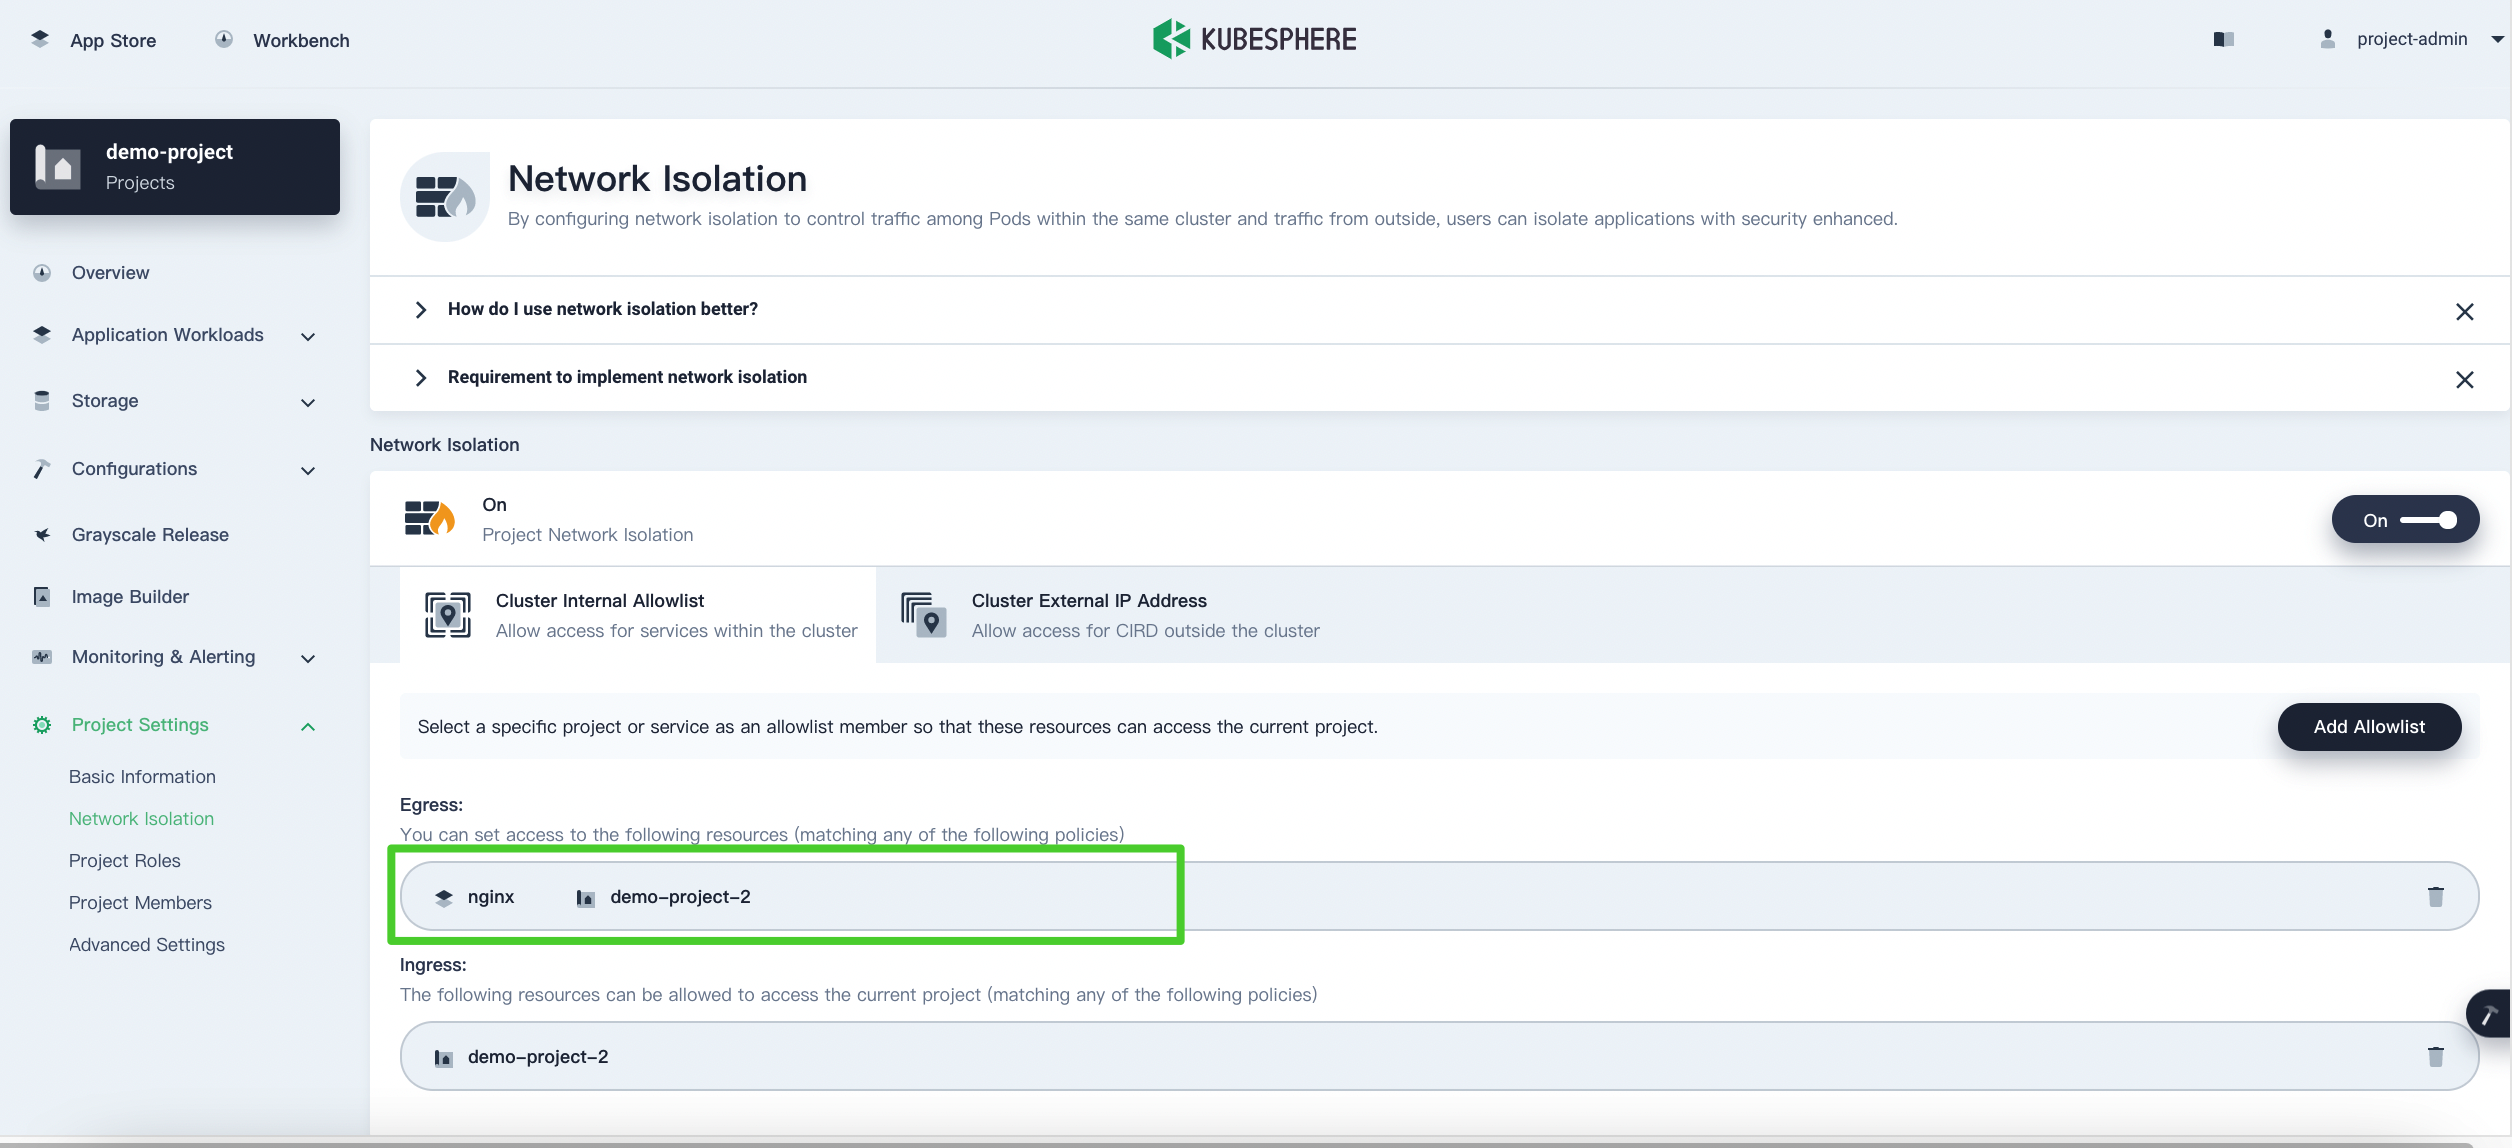 App Store
Workbench
KUBESPHERE
project-admin
demo-project
Projects
Overview
Application Workloads
Storage
Configurations
Grayscale Release
Image Builder
Monitoring & Alerting
Project Settings
Basic Information
Network Isolation
Project Roles
Project Members
Advanced Settings
Network Isolation
By configuring network isolation to control traffic among Pods within the same cluster and traffic from outside, users can isolate applications with security enhanced.
How do I use network isolation better?
Requirement to implement network isolation
Network Isolation
On
Project Network Isolation
On
Cluster Internal Allowlist
Allow access for services within the cluster
Cluster External IP Address
Allow access for CIRD outside the cluster
Select a specific project or service as an allowlist member so that these resources can access the current project.
Add Allowlist
Egress:
You can set access to the following resources (matching any of the following policies)
nginx demo-project-2
Ingress:
The following resources can be allowed to access the current project (matching any of the following policies)
demo-project-2